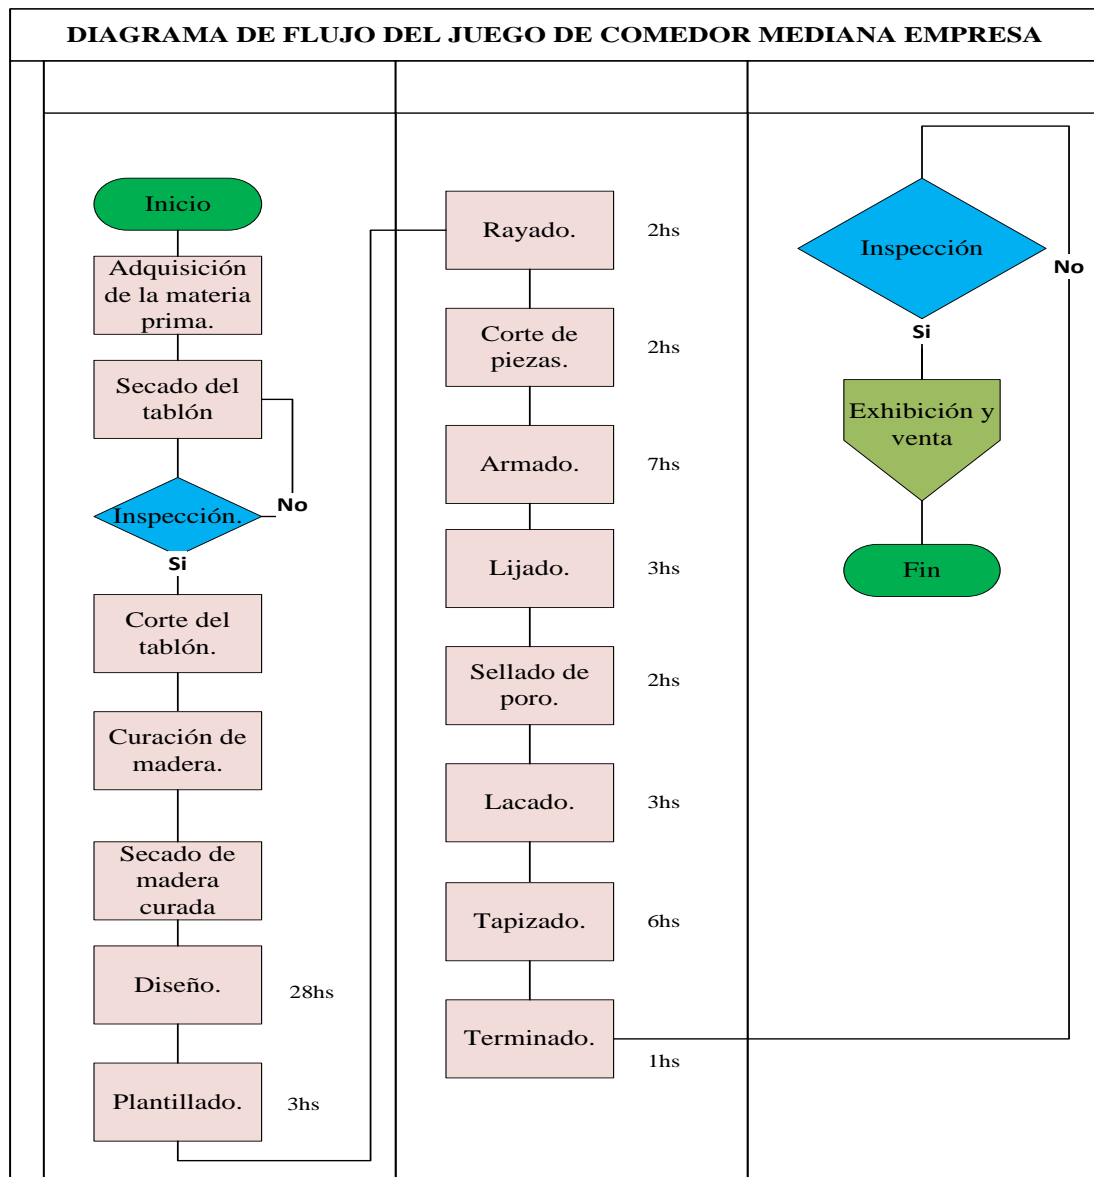 DIAGRAMA DE FLUJO DEL JUEGO DE COMEDOR MEDIANA EMPRESA
Inicio
Adquisición
de la materia
prima.
Secado del
tablón
No
Inspección.
Si
Corte del
tablón.
Curación de
madera.
Secado de
madera
curada
Diseño.
28hs
Plantillado.
3hs
Rayado.
2hs
Corte de
piezas.
2hs
Armado.
7hs
Lijado.
3hs
Sellado de
poro.
2hs
Lacado.
3hs
Tapizado.
6hs
Terminado.
1hs
Inspección
No
Si
Exhibición y
venta
Fin